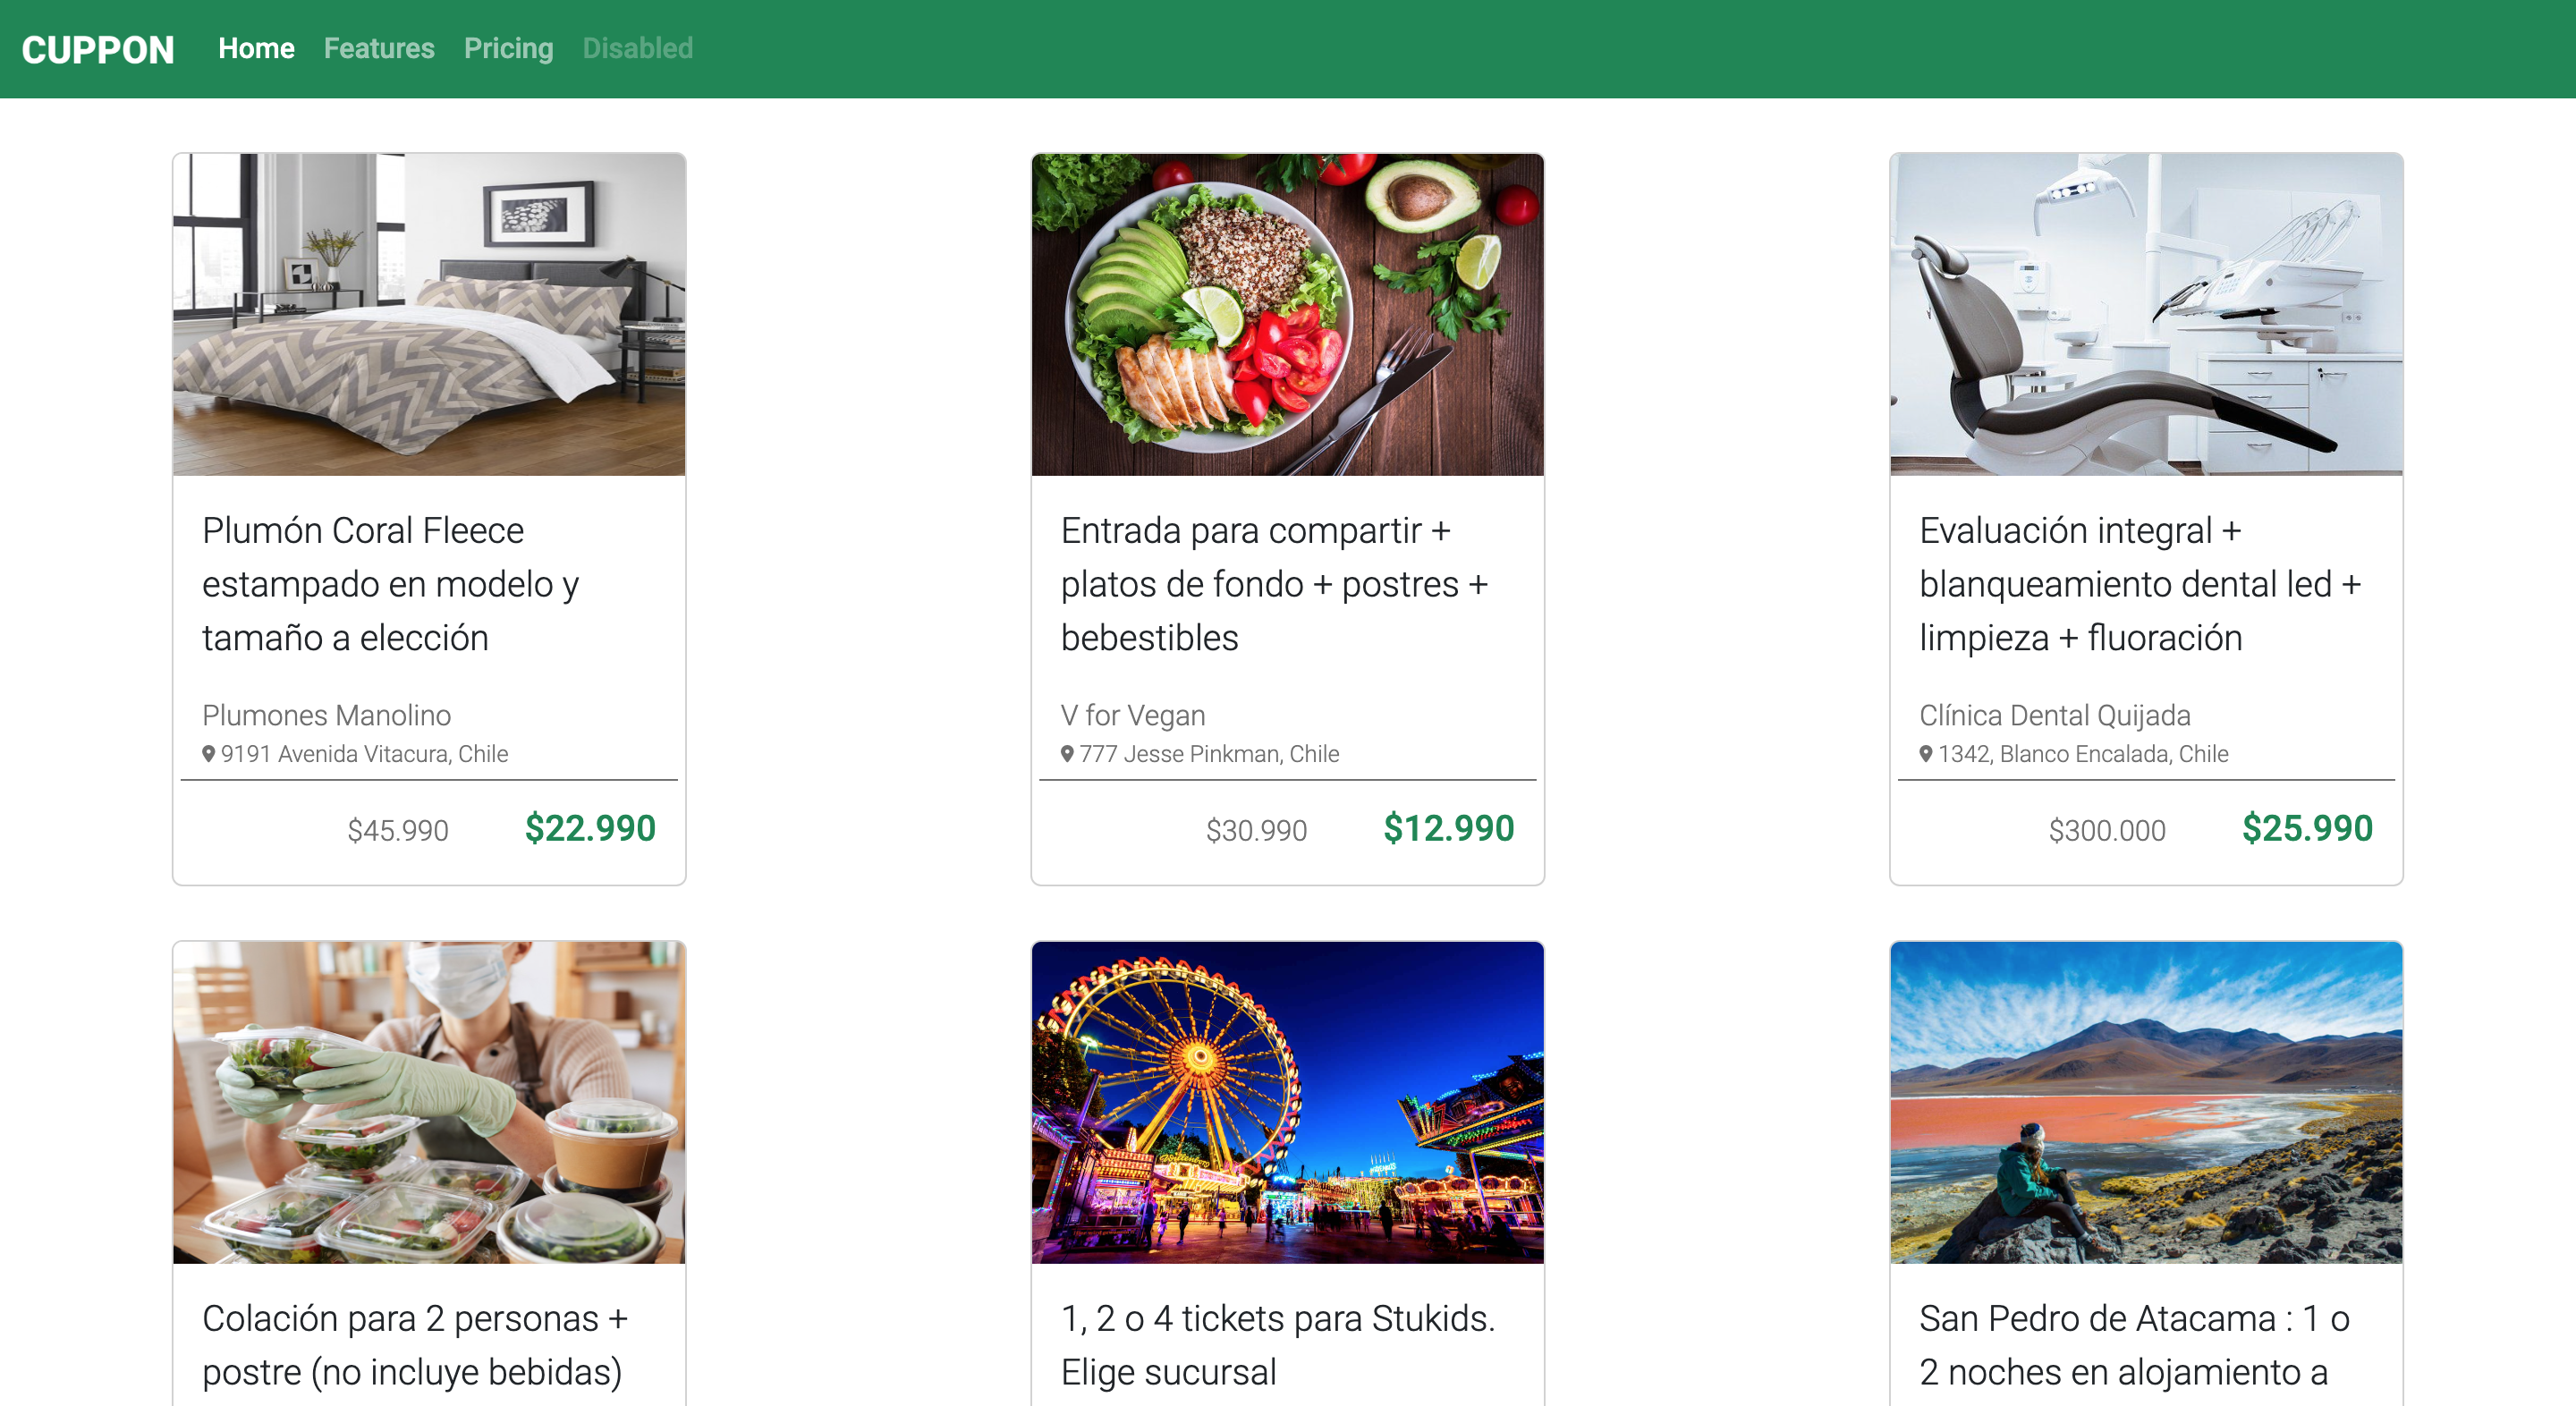 CUPPON Home Features Pricing Disabled
Plumón Coral Fleece
estampado en modelo y
tamaño a elección
Plumones Manolino
9191 Avenida Vitacura, Chile
$45.990 $22.990
Entrada para compartir +
platos de fondo + postres +
bebestibles
V for Vegan
777 Jesse Pinkman, Chile
$30.990 $12.990
Evaluación integral +
blanqueamiento dental led +
limpieza + fluoración
Clínica Dental Quijada
1342, Blanco Encalada, Chile
$300.000 $25.990
Colación para 2 personas +
postre (no incluye bebidas)
1, 2 o 4 tickets para Stukids.
Elige sucursal
San Pedro de Atacama : 1 o
2 noches en alojamiento a